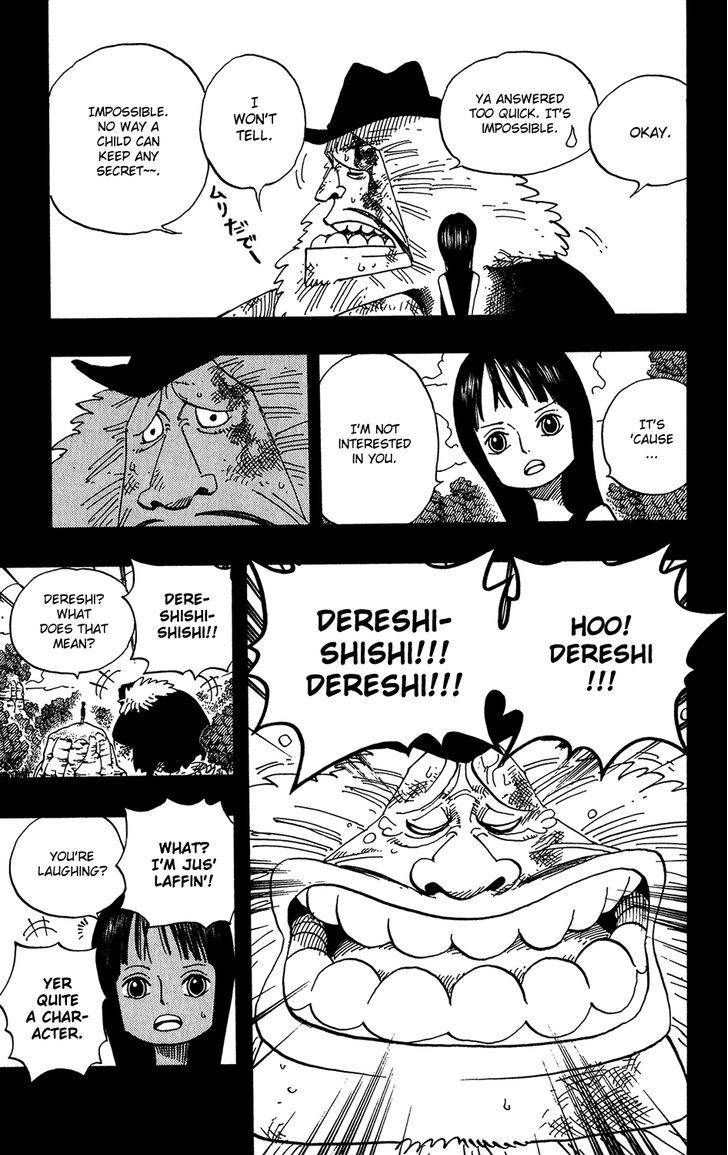 OKAY.
YA ANSWERED
TOO QUICK. IT'S
IMPOSSIBLE.
I
WON'T
TELL.
IMPOSSIBLE.
NO WAY A
CHILD CAN
KEEP ANY
SECRET~~.
ムリだでー
IT'S
'CAUSE
...
I'M NOT
INTERESTED
IN YOU.
HOO!
DERESHI
!!!
DERESHI-
SHISHI!!!
DERESHI!!!
DERE-
SHISHI-
SHISHI!!
DERESHI?
WHAT
DOES THAT
MEAN?
WHAT?
I'M JUS'
LAFFIN'!
YOU'RE
LAUGHING?
YER
QUITE
A CHAR-
ACTER.